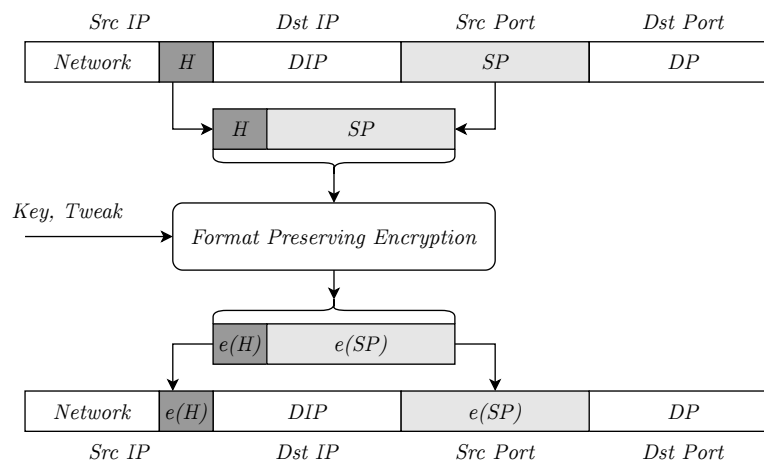 Src IP Dst IP Src Port Dst Port
Network H DIP SP DP
H SP
Key, Tweak
Format Preserving Encryption
e(H) e(SP)
Network e(H) DIP e(SP) DP
Src IP Dst IP Src Port Dst Port